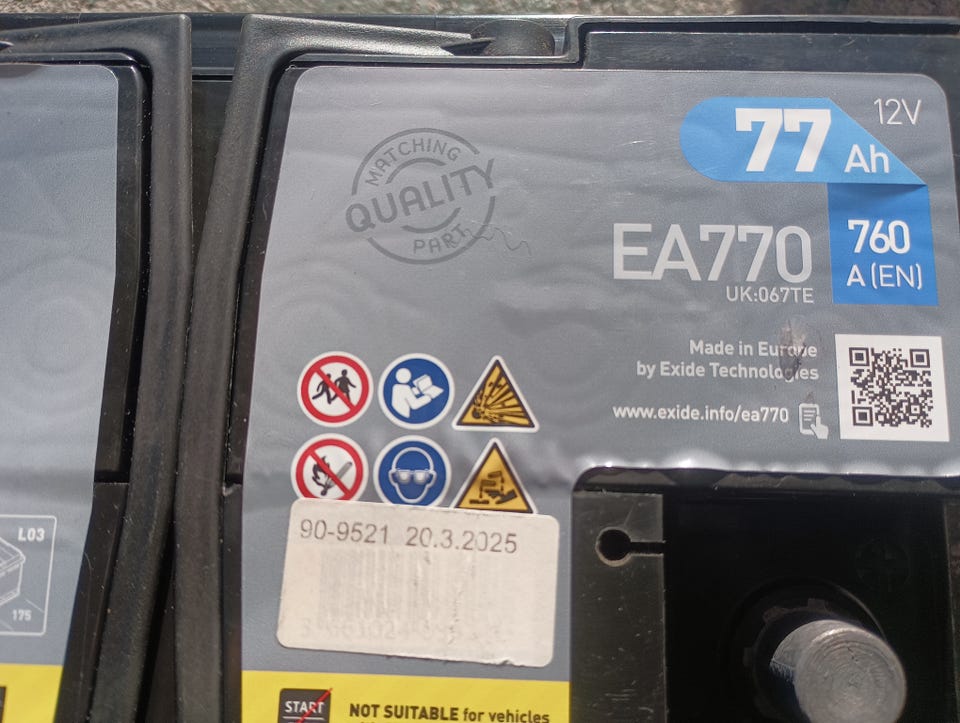 MATCHING
QUALITY
PART
77 Ah
12V
760
A (EN)
EA770
UK:067TE
Made in Europe
by Exide Technologies
www.exide.info/ea770
90-9521 20.3.2025
L03
175
START
NOT SUITABLE for vehicles